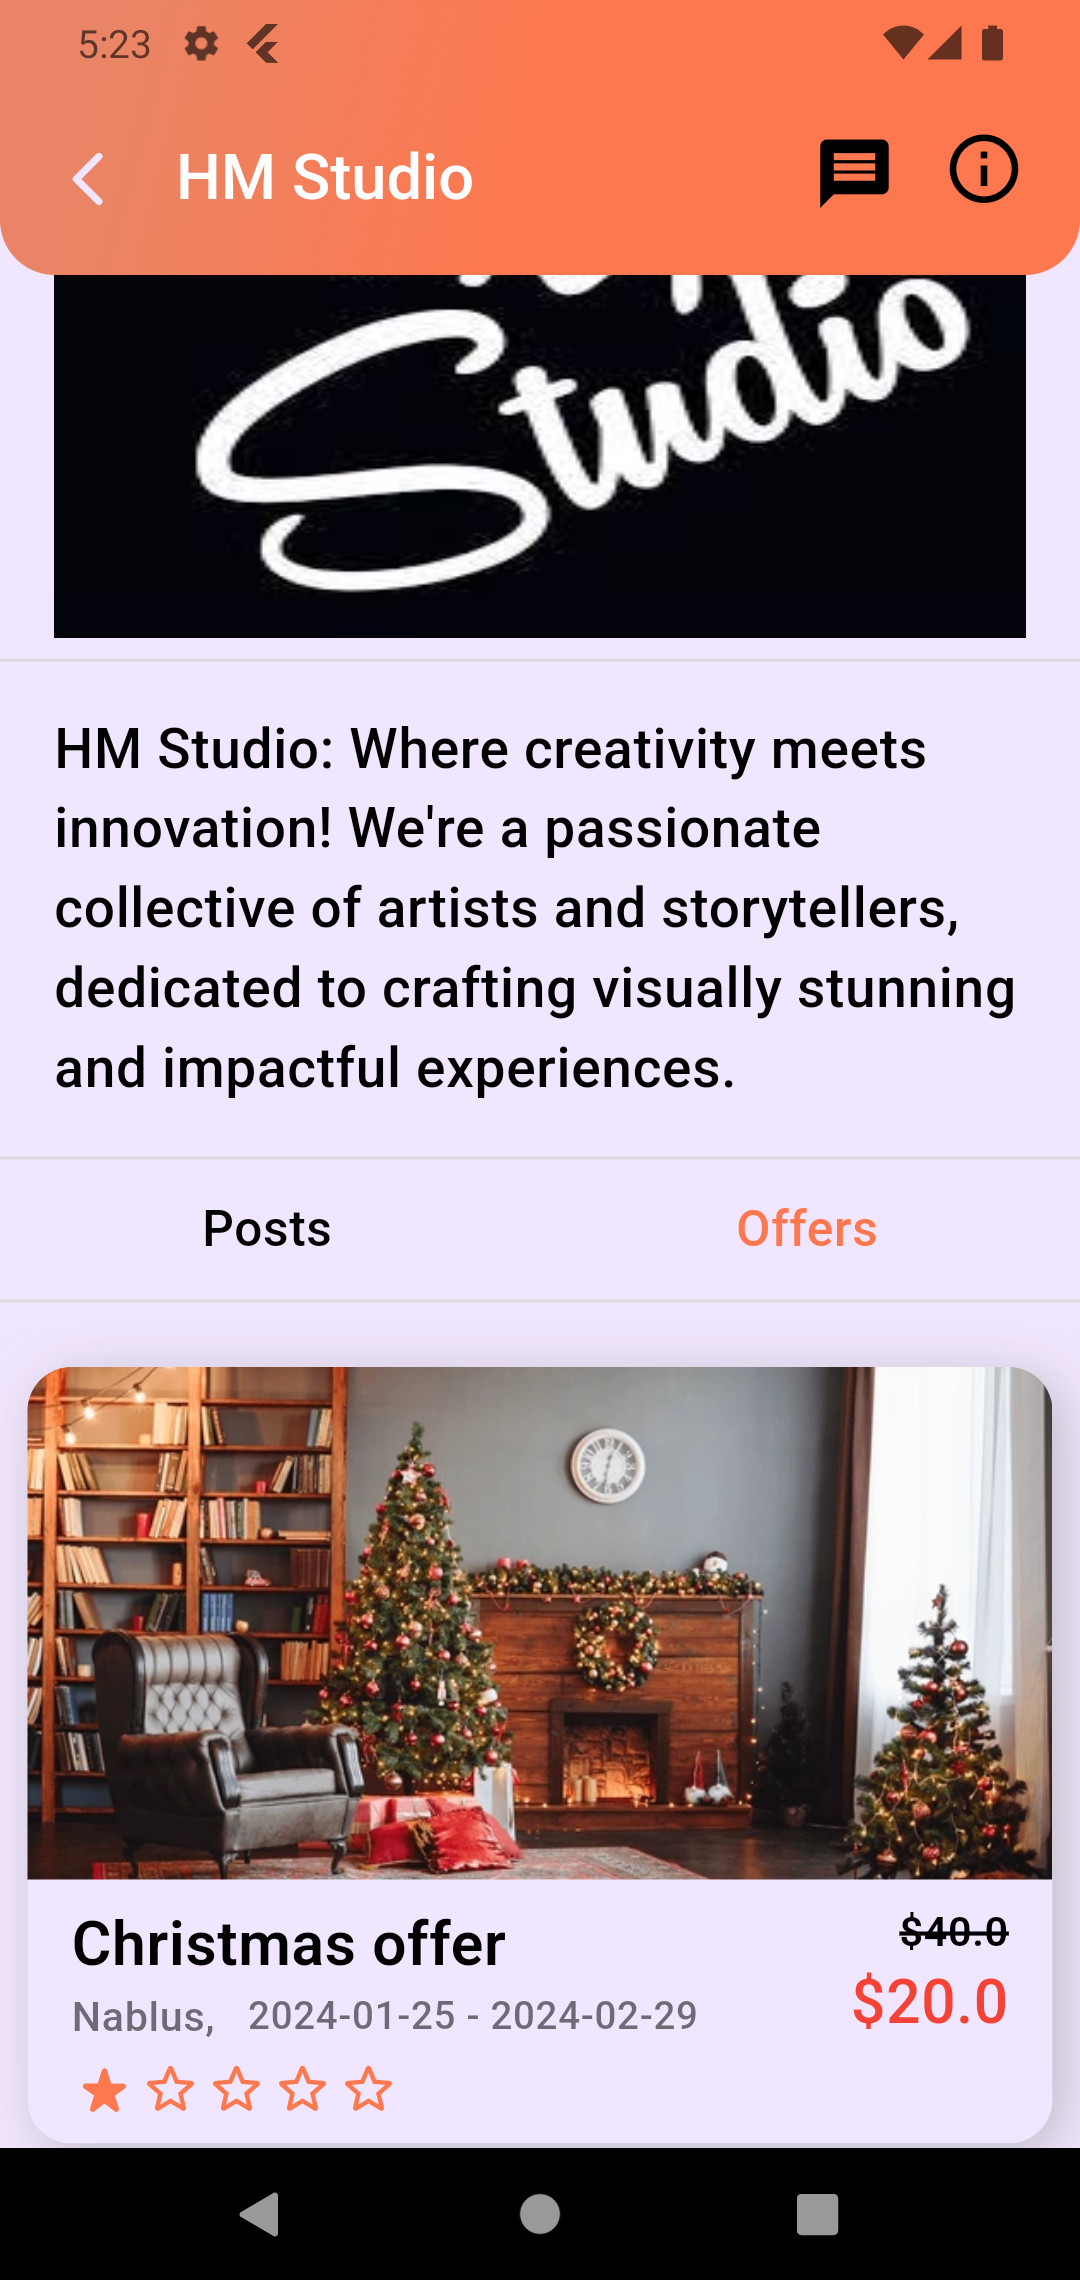 5:23
HM Studio
Studio
HM Studio: Where creativity meets
innovation! We're a passionate
collective of artists and storytellers,
dedicated to crafting visually stunning
and impactful experiences.
Posts
Offers
Christmas offer
$40.0
Nablus, 2024-01-25 - 2024-02-29
$20.0